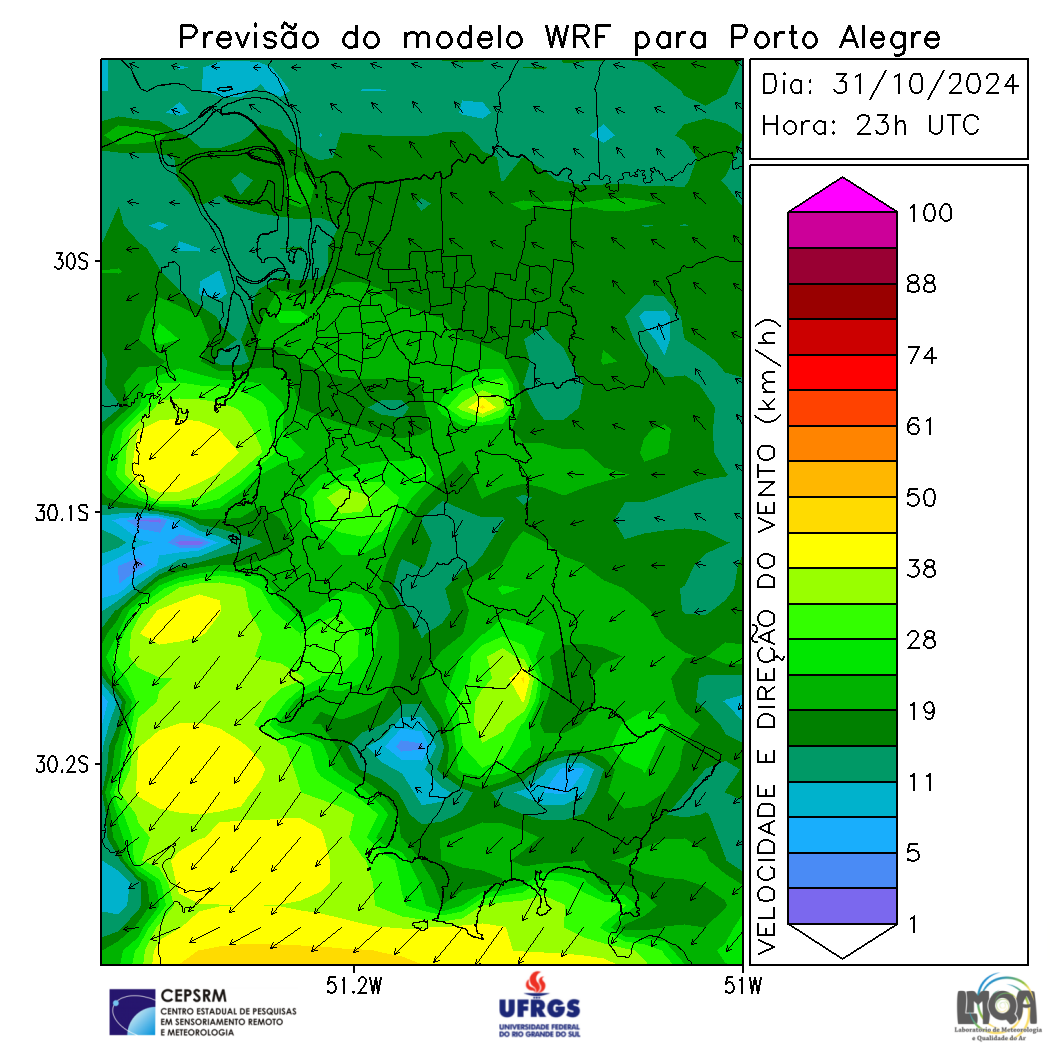 Previsão do modelo WRF para Porto Alegre
Dia: 31/10/2024
Hora: 23h UTC
30S
30.1S
30.2S
51.2W
51W
VELOCIDADE E DIREÇÃO DO VENTO (km/h)
100
88
74
61
50
38
28
19
11
5
1
CEPSRM
CENTRO ESTADUAL DE PESQUISAS
EM SENSORIAMENTO REMOTO
E METEOROLOGIA
UFRGS
UNIVERSIDADE FEDERAL
DO RIO GRANDE DO SUL
LMQA
Laboratório de Meteorologia
e Qualidade do Ar